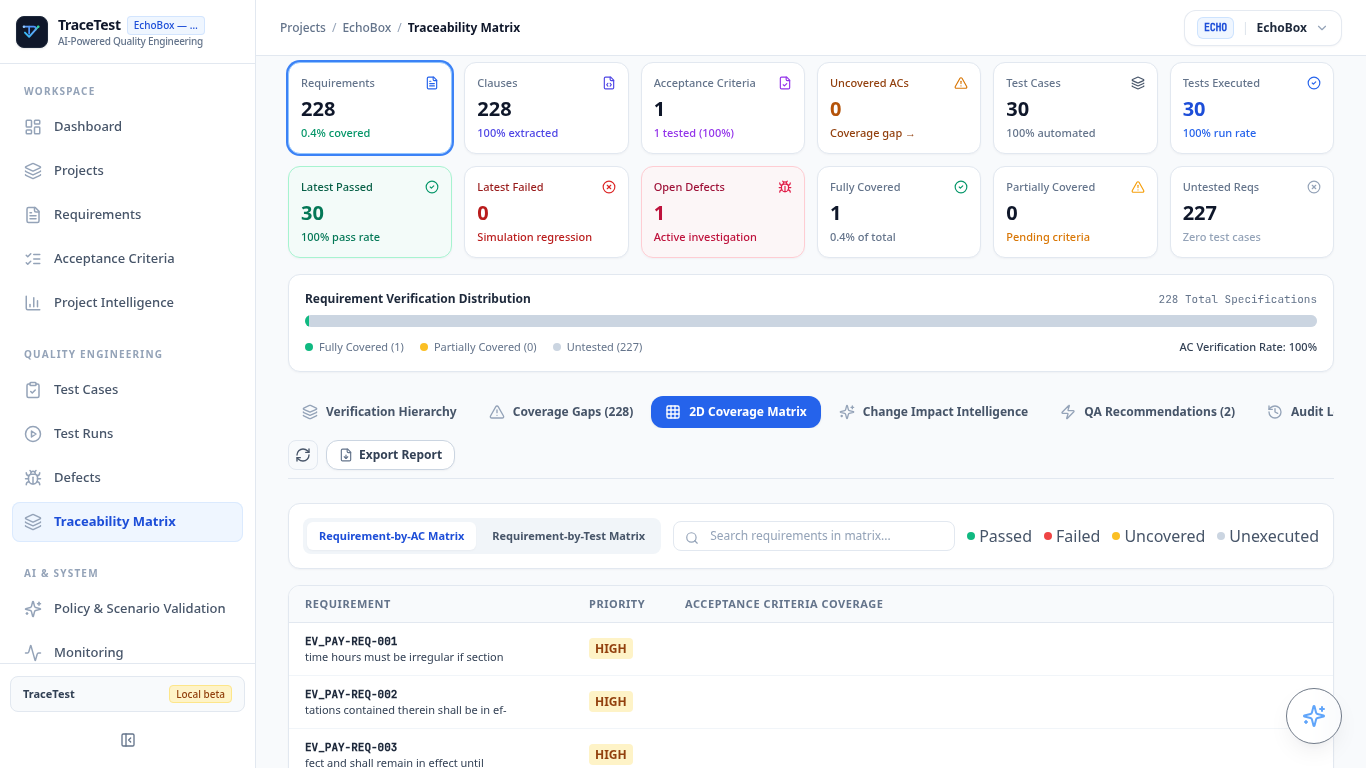 TraceTest
EchoBox — ...
AI-Powered Quality Engineering
WORKSPACE
Dashboard
Projects
Requirements
Acceptance Criteria
Project Intelligence
QUALITY ENGINEERING
Test Cases
Test Runs
Defects
Traceability Matrix
AI & SYSTEM
Policy & Scenario Validation
Monitoring
TraceTest
Local beta
Projects / EchoBox / Traceability Matrix
ECHO
EchoBox
Requirements
228
0.4% covered
Clauses
228
100% extracted
Acceptance Criteria
1
1 tested (100%)
Uncovered ACs
0
Coverage gap →
Test Cases
30
100% automated
Tests Executed
30
100% run rate
Latest Passed
30
100% pass rate
Latest Failed
0
Simulation regression
Open Defects
1
Active investigation
Fully Covered
1
0.4% of total
Partially Covered
0
Pending criteria
Untested Reqs
227
Zero test cases
Requirement Verification Distribution
228 Total Specifications
Fully Covered (1)
Partially Covered (0)
Untested (227)
AC Verification Rate: 100%
Verification Hierarchy
Coverage Gaps (228)
2D Coverage Matrix
Change Impact Intelligence
QA Recommendations (2)
Audit L
Export Report
Requirement-by-AC Matrix
Requirement-by-Test Matrix
Search requirements in matrix...
Passed
Failed
Uncovered
Unexecuted
REQUIREMENT
PRIORITY
ACCEPTANCE CRITERIA COVERAGE
EV_PAY-REQ-001
time hours must be irregular if section
HIGH
EV_PAY-REQ-002
tations contained therein shall be in ef-
HIGH
EV_PAY-REQ-003
fect and shall remain in effect until
HIGH